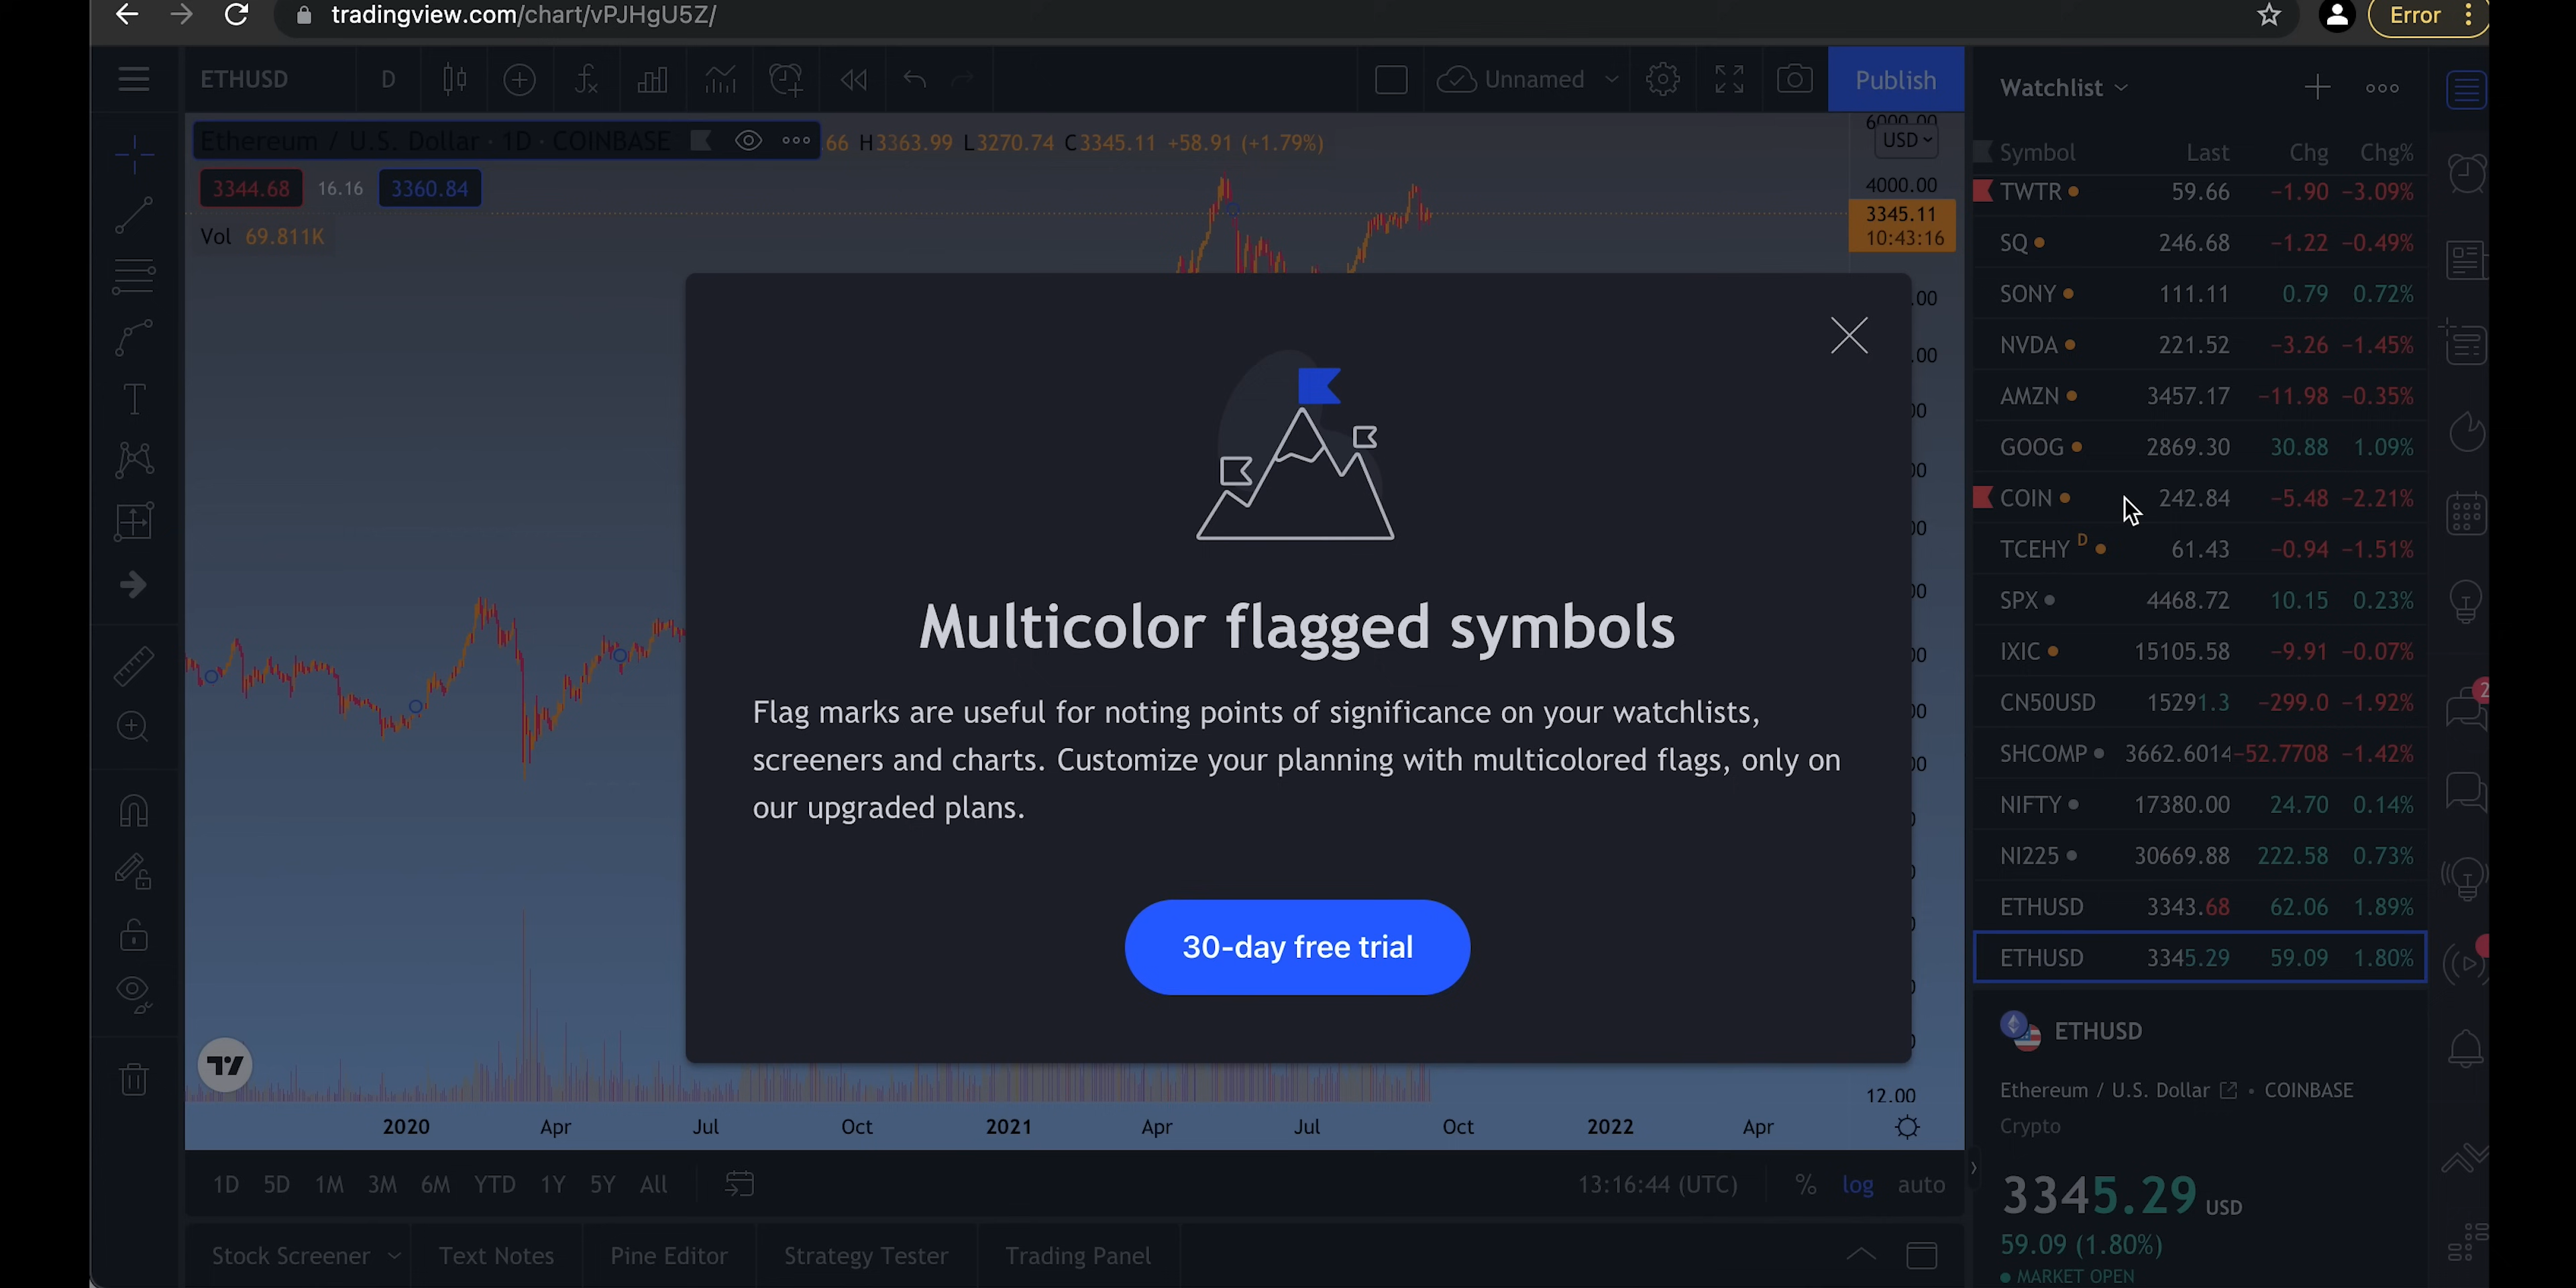 tradingview.com/chart/vPJHgU5Z/
Error
ETHUSD D Unnamed Publish
Ethereum / U.S. Dollar · 1D · COINBASE 66 H3363.99 L3270.74 C3345.11 +58.91 (+1.79%)
3344.68 16.16 3360.84
Vol 69.811K
6000.00
USD
4000.00
3345.11
10:43:16
12.00
Multicolor flagged symbols
Flag marks are useful for noting points of significance on your watchlists,
screeners and charts. Customize your planning with multicolored flags, only on
our upgraded plans.
30-day free trial
2020 Apr Jul Oct 2021 Apr Jul Oct 2022 Apr
1D 5D 1M 3M 6M YTD 1Y 5Y All 13:16:44 (UTC) % log auto
Stock Screener Text Notes Pine Editor Strategy Tester Trading Panel
Watchlist
Symbol Last Chg Chg%
TWTR 59.66 −1.90 −3.09%
SQ 246.68 −1.22 −0.49%
SONY 111.11 0.79 0.72%
NVDA 221.52 −3.26 −1.45%
AMZN 3457.17 −11.98 −0.35%
GOOG 2869.30 30.88 1.09%
COIN 242.84 −5.48 −2.21%
TCEHY D 61.43 −0.94 −1.51%
SPX 4468.72 10.15 0.23%
IXIC 15105.58 −9.91 −0.07%
CN50USD 15291.3 −299.0 −1.92%
SHCOMP 3662.6014 −52.7708 −1.42%
NIFTY 17380.00 24.70 0.14%
NI225 30669.88 222.58 0.73%
ETHUSD 3343.68 62.06 1.89%
ETHUSD 3345.29 59.09 1.80%
ETHUSD
Ethereum / U.S. Dollar · COINBASE
Crypto
3345.29 USD
59.09 (1.80%)
MARKET OPEN
2